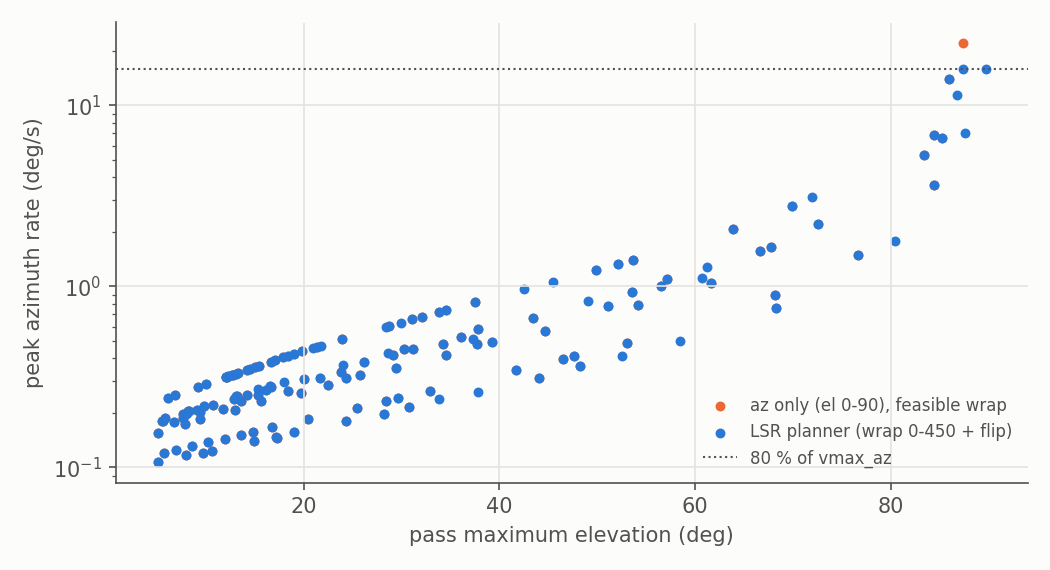 peak azimuth rate (deg/s)
10¹
10⁰
10⁻¹
az only (el 0-90), feasible wrap
LSR planner (wrap 0-450 + flip)
80 % of vmax_az
20 40 60 80
pass maximum elevation (deg)